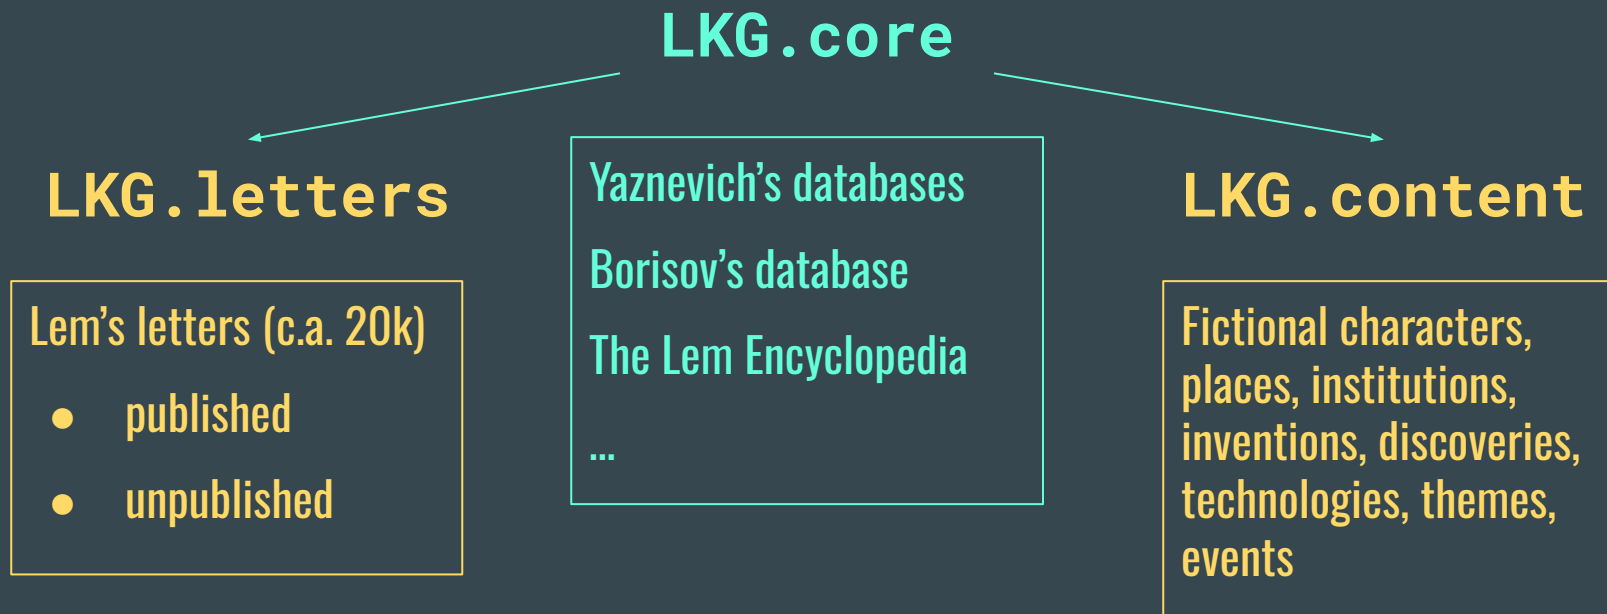 LKG.core
LKG.letters
Lem’s letters (c.a. 20k)
● published
● unpublished
Yaznevich’s databases
Borisov’s database
The Lem Encyclopedia
...
LKG.content
Fictional characters,
places, institutions,
inventions, discoveries,
technologies, themes,
events